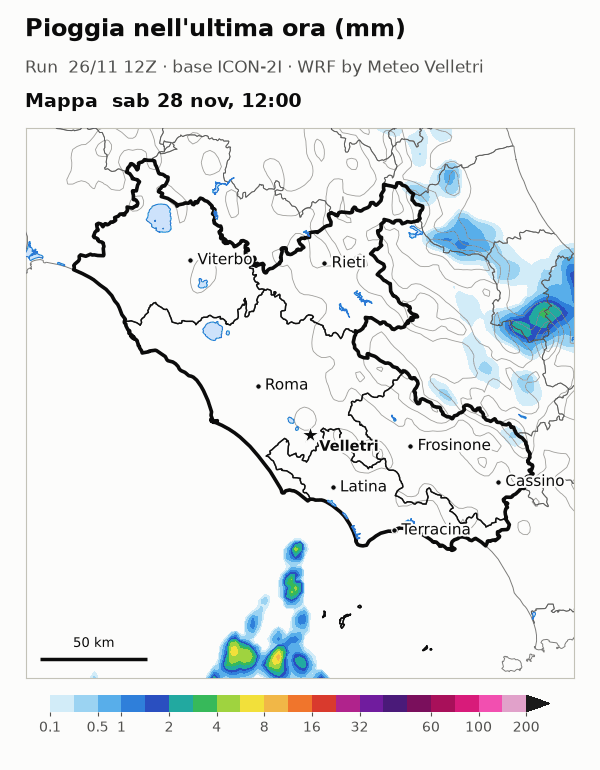 Pioggia nell'ultima ora (mm)
Run  26/11 12Z · base ICON-2I · WRF by Meteo Velletri
Mappa  sab 28 nov, 12:00
Viterbo
Rieti
Roma
Velletri
Frosinone
Latina
Cassino
Terracina
50 km
0.1 0.5 1 2 4 8 16 32 60 100 200